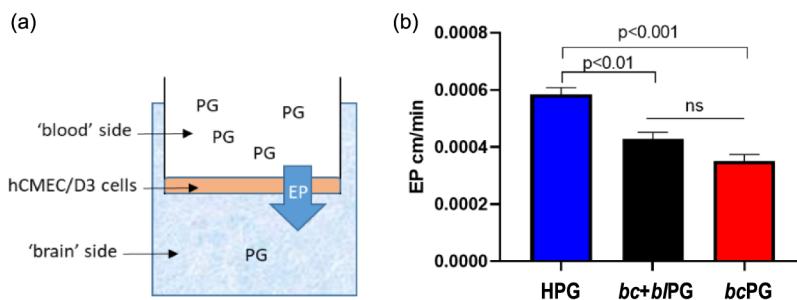 (a)
PG
PG
PG
PG
'blood' side
hCMEC/D3 cells
EP
'brain' side
PG
(b)
EP cm/min
0.0008
0.0006
0.0004
0.0002
0.0000
p<0.001
p<0.01
ns
HPG bc+blPG bcPG